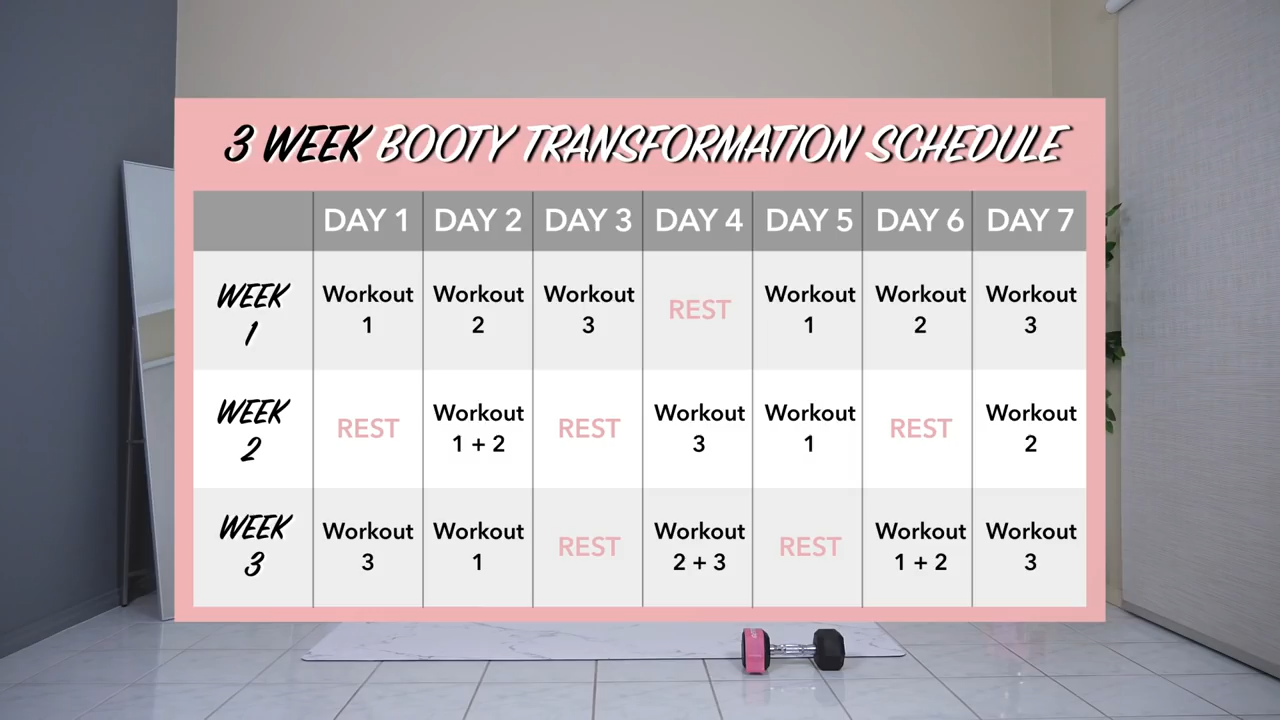 3 WEEK BOOTY TRANSFORMATION SCHEDULE
DAY 1 DAY 2 DAY 3 DAY 4 DAY 5 DAY 6 DAY 7
WEEK 1 Workout 1 Workout 2 Workout 3 REST Workout 1 Workout 2 Workout 3
WEEK 2 REST Workout 1 + 2 REST Workout 3 Workout 1 REST Workout 2
WEEK 3 Workout 3 Workout 1 REST Workout 2 + 3 REST Workout 1 + 2 Workout 3